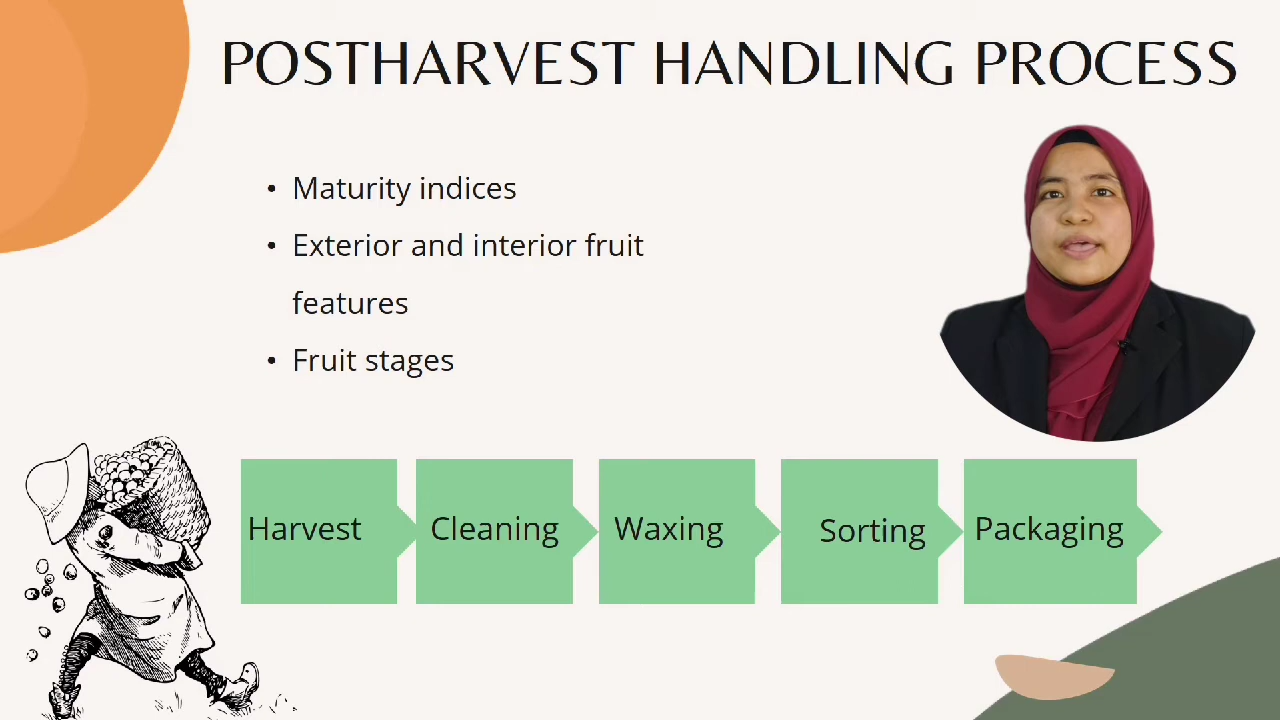 POSTHARVEST HANDLING PROCESS
• Maturity indices
• Exterior and interior fruit
features
• Fruit stages
Harvest
Cleaning
Waxing
Sorting
Packaging